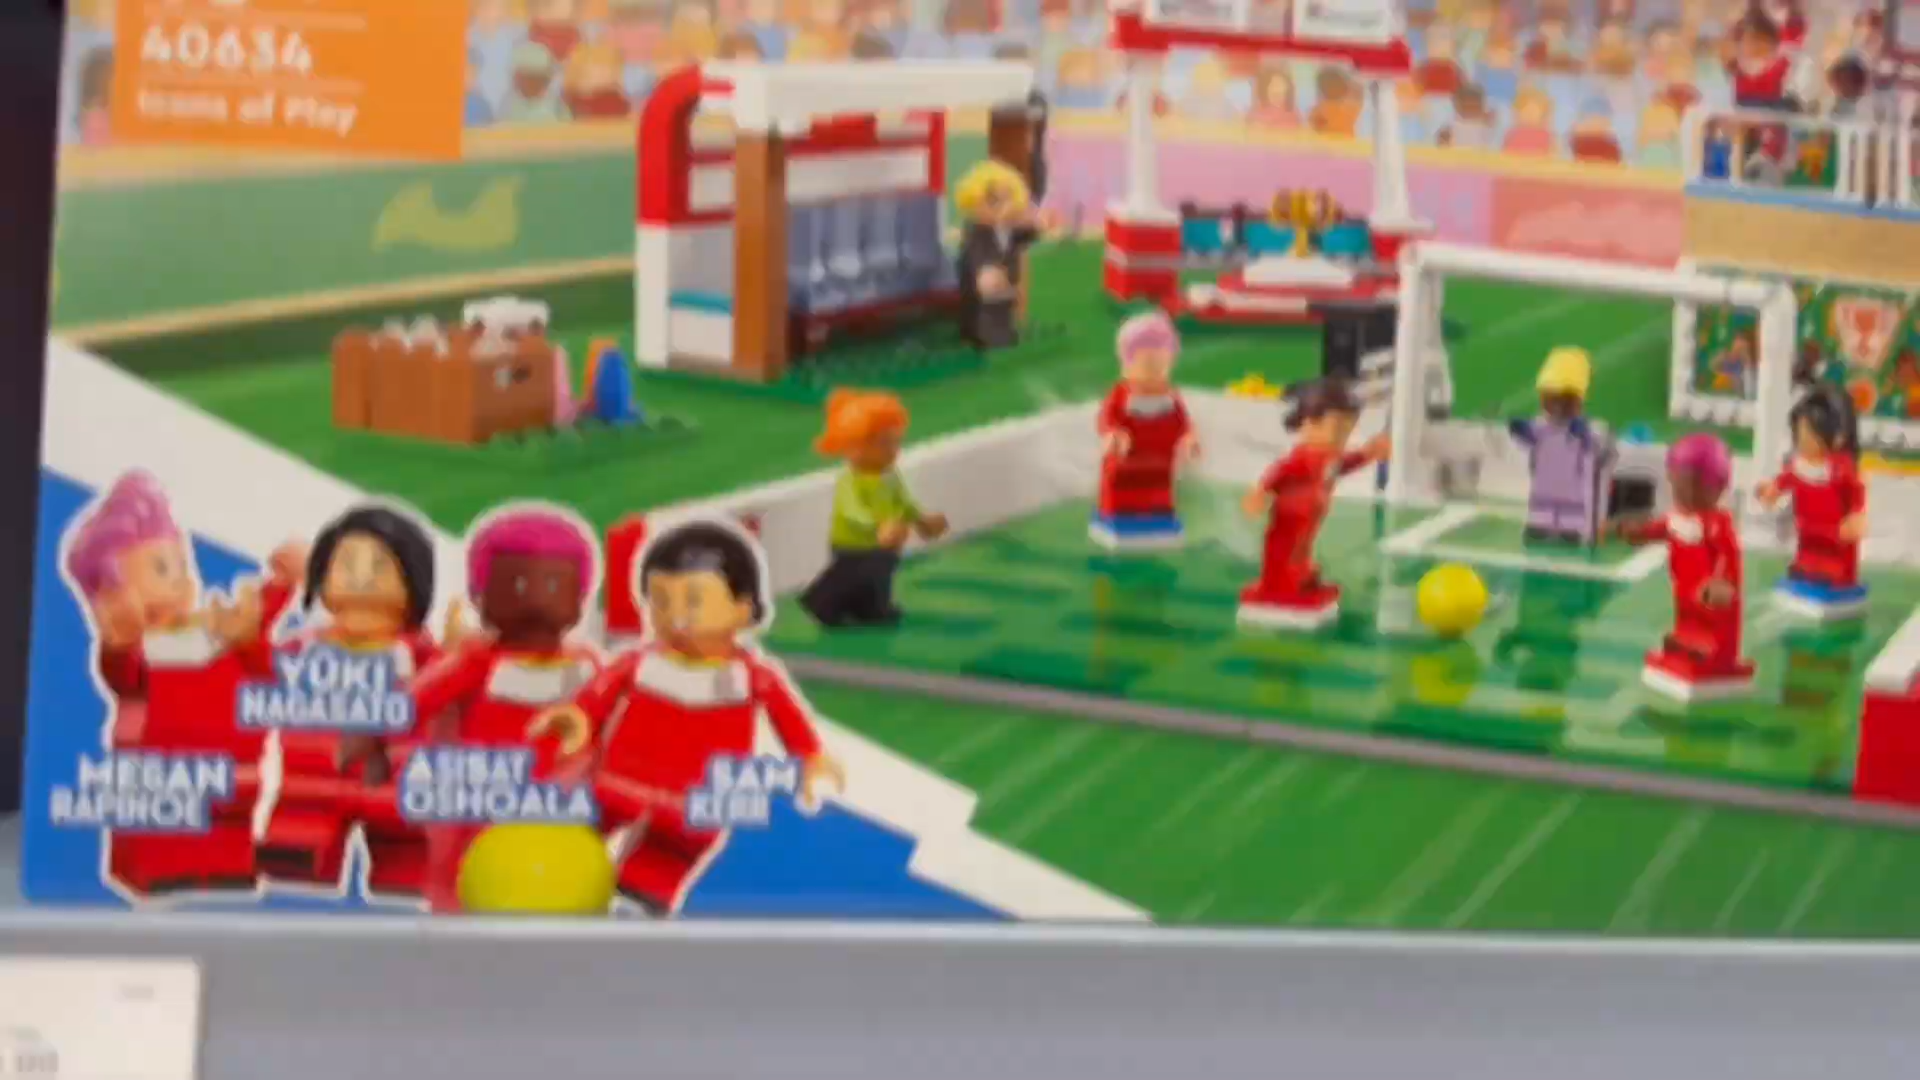 40634
Icons of Play
YUKI
NAGASATO
MEGAN
RAPINOE
ASISAT
OSHOALA
SAM
KERR